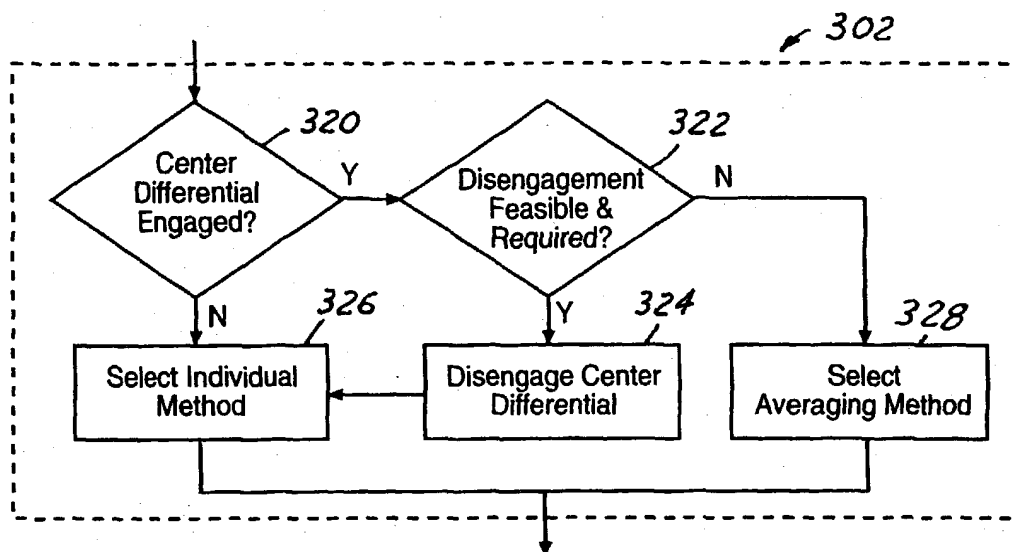 302
320
Center
Differential
Engaged?
Y
322
Disengagement
Feasible &
Required?
N
N
326
Select Individual
Method
Y
324
Disengage Center
Differential
328
Select
Averaging Method